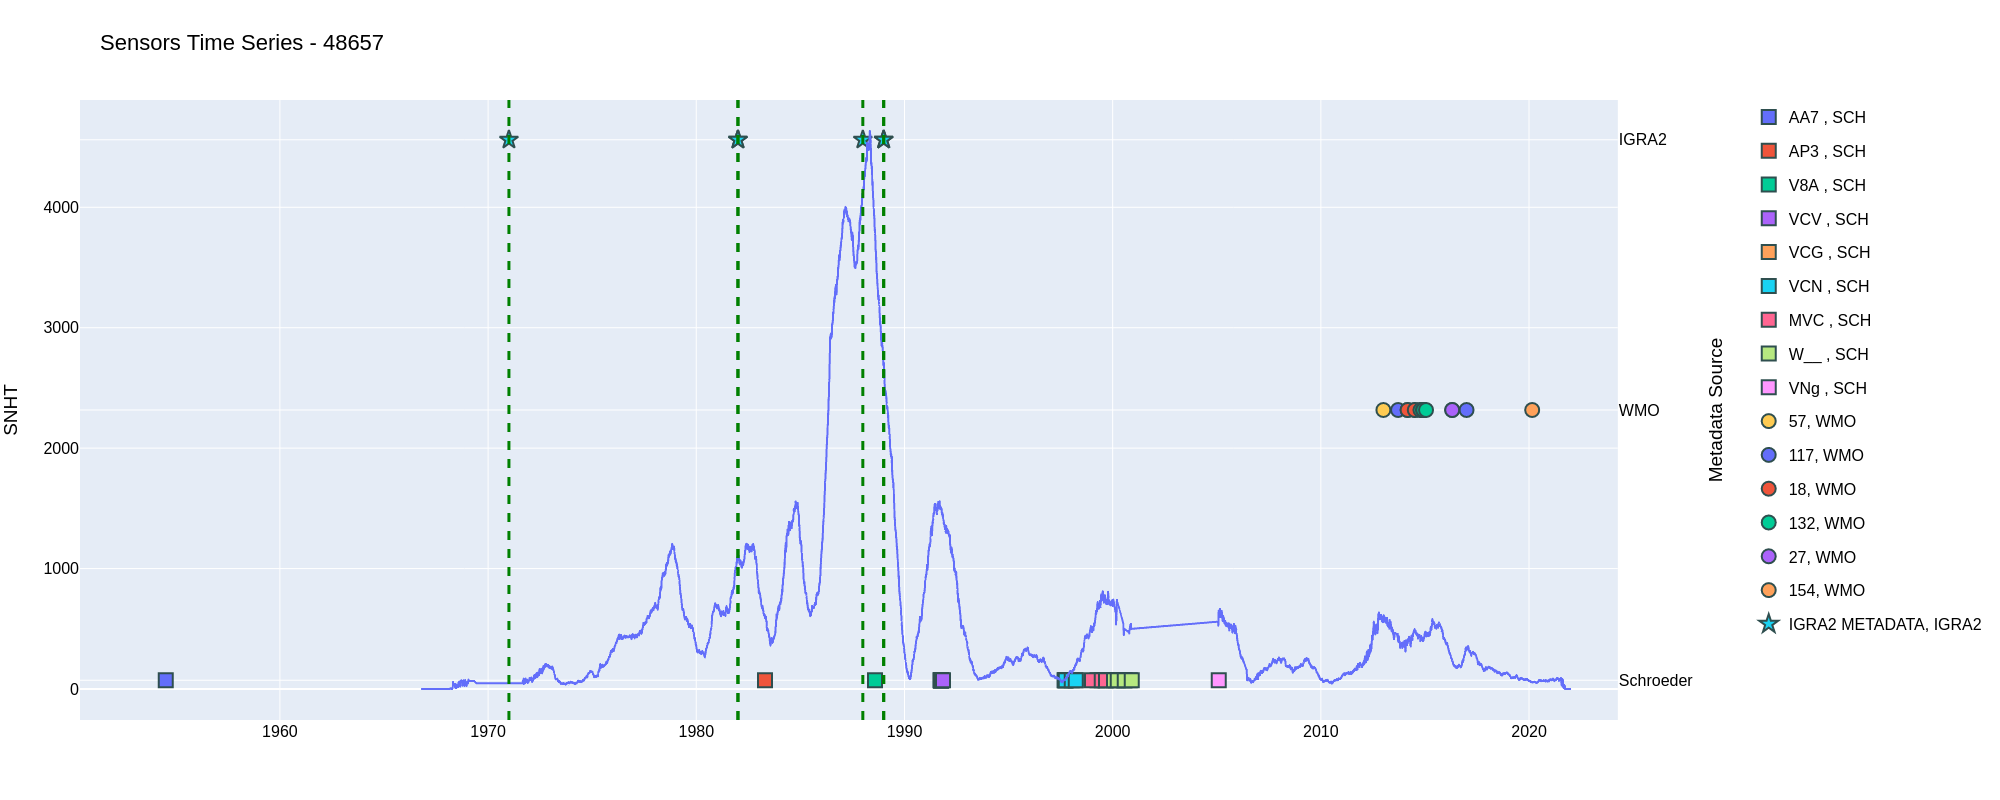 Sensors Time Series - 48657
SNHT
4000
3000
2000
1000
0
1960
1970
1980
1990
2000
2010
2020
IGRA2
WMO
Schroeder
Metadata Source
AA7 , SCH
AP3 , SCH
V8A , SCH
VCV , SCH
VCG , SCH
VCN , SCH
MVC , SCH
W__ , SCH
VNg , SCH
57, WMO
117, WMO
18, WMO
132, WMO
27, WMO
154, WMO
IGRA2 METADATA, IGRA2